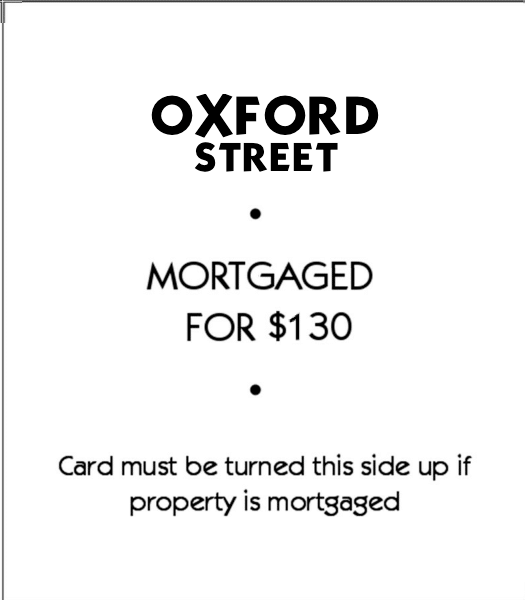 OXFORD
STREET
•
MORTGAGED
FOR $130
•
Card must be turned this side up if
property is mortgaged